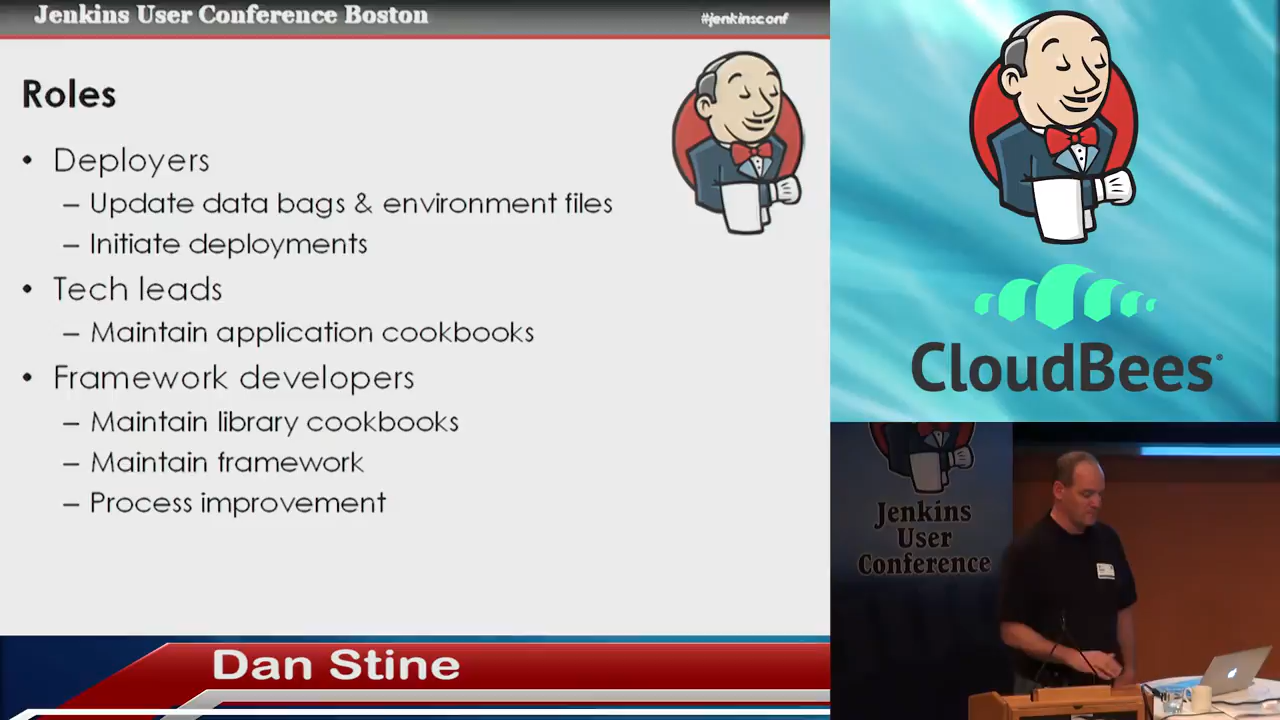 Jenkins User Conference Boston
#jenkinsconf
Roles
• Deployers
– Update data bags & environment files
– Initiate deployments
• Tech leads
– Maintain application cookbooks
• Framework developers
– Maintain library cookbooks
– Maintain framework
– Process improvement
Dan Stine
CloudBees®
Jenkins
User
Conference